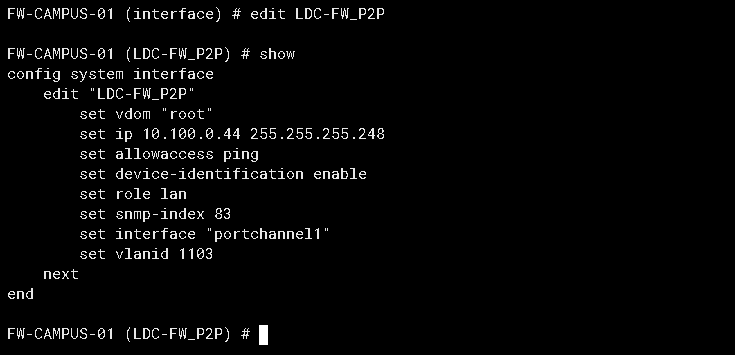 FW-CAMPUS-01 (interface) # edit LDC-FW_P2P
FW-CAMPUS-01 (LDC-FW_P2P) # show
config system interface
    edit "LDC-FW_P2P"
        set vdom "root"
        set ip 10.100.0.44 255.255.255.248
        set allowaccess ping
        set device-identification enable
        set role lan
        set snmp-index 83
        set interface "portchannel1"
        set vlanid 1103
    next
end
FW-CAMPUS-01 (LDC-FW_P2P) #